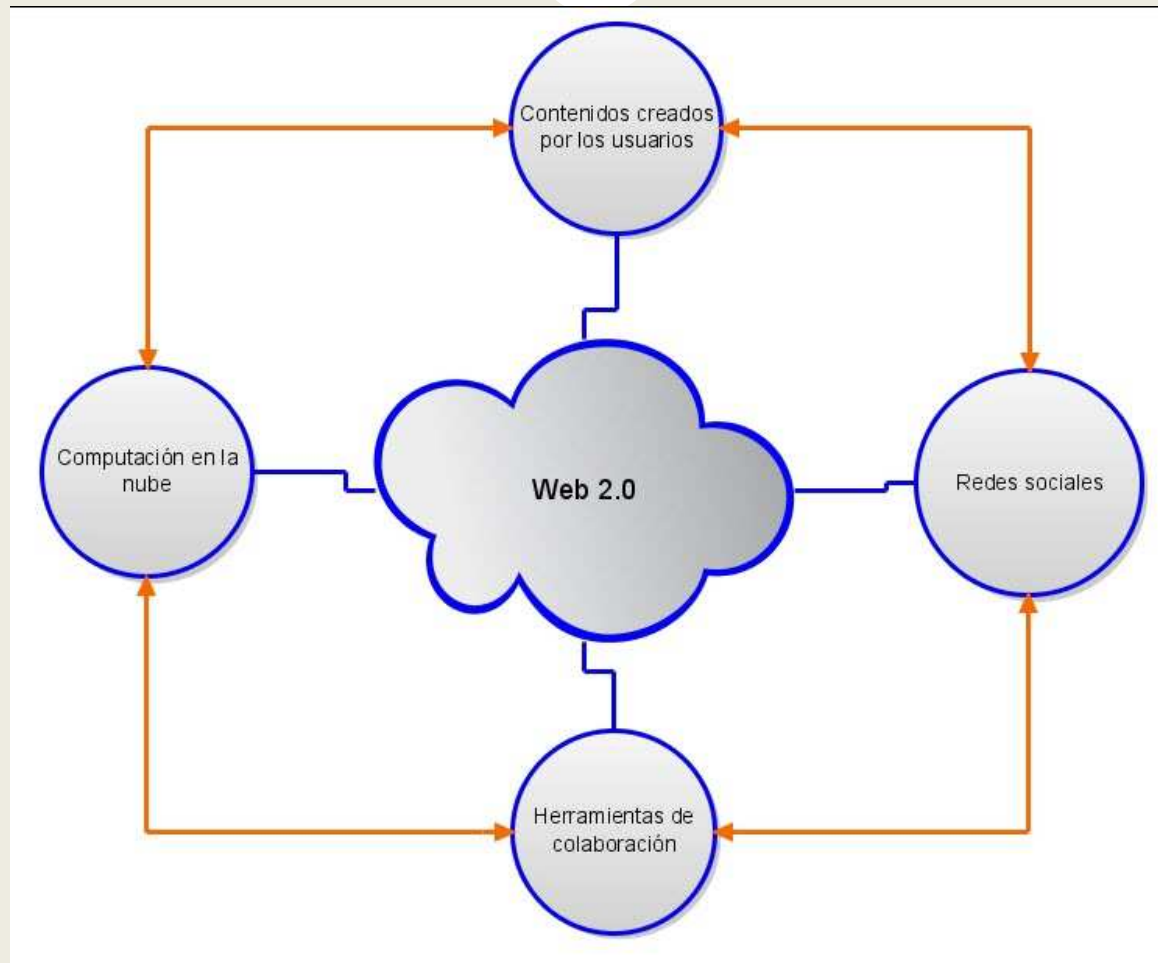 Contenidos creados
por los usuarios
Computación en la
nube
Web 2.0
Redes sociales
Herramientas de
colaboración